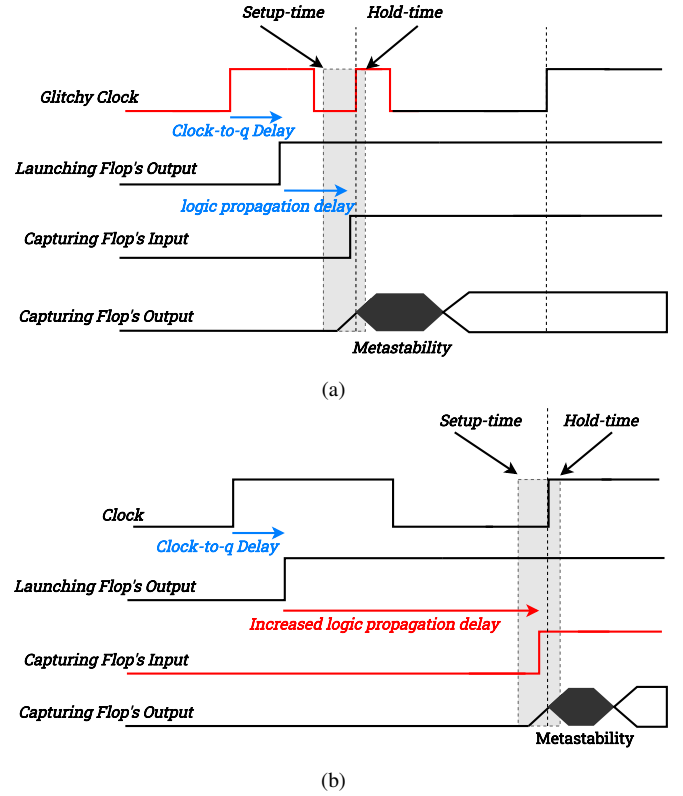 Setup-time Hold-time
Glitchy Clock
Clock-to-q Delay
Launching Flop's Output
logic propagation delay
Capturing Flop's Input
Capturing Flop's Output
Metastability
(a)
Setup-time Hold-time
Clock
Clock-to-q Delay
Launching Flop's Output
Increased logic propagation delay
Capturing Flop's Input
Capturing Flop's Output
Metastability
(b)